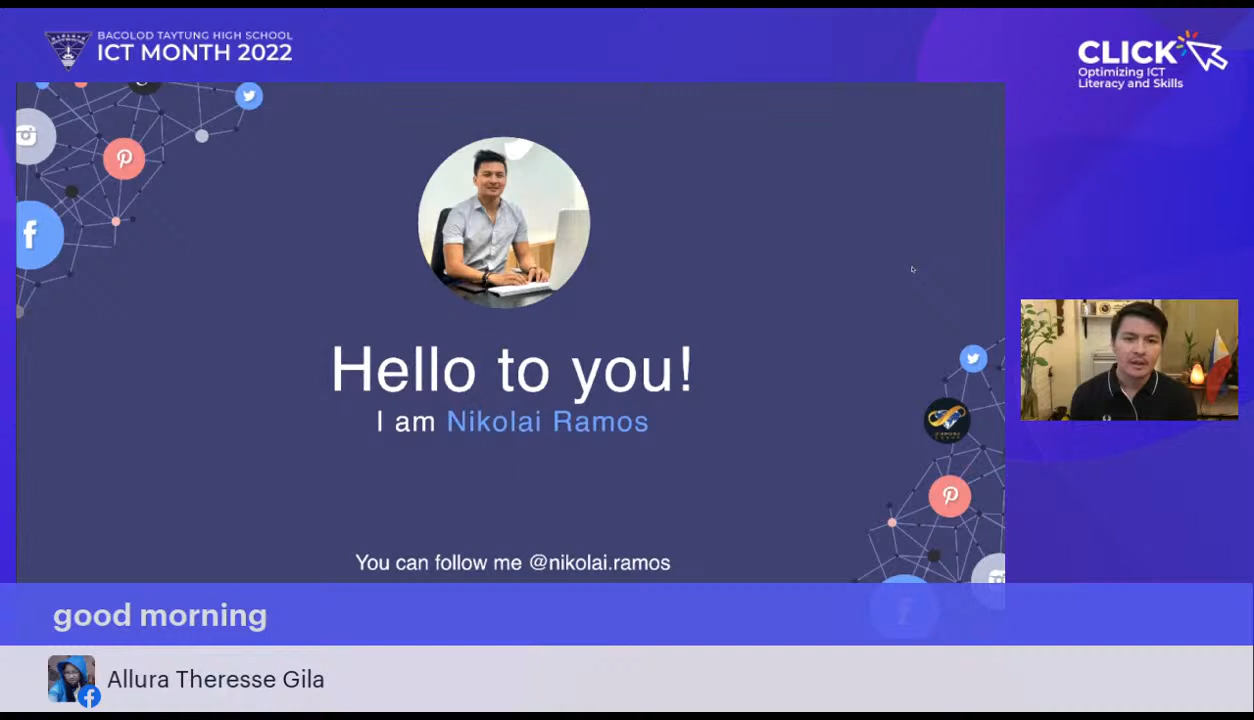 BACOLOD TAYTUNG HIGH SCHOOL
ICT MONTH 2022
CLICK
Optimizing ICT
Literacy and Skills
Hello to you!
I am Nikolai Ramos
You can follow me @nikolai.ramos
good morning
Allura Theresse Gila